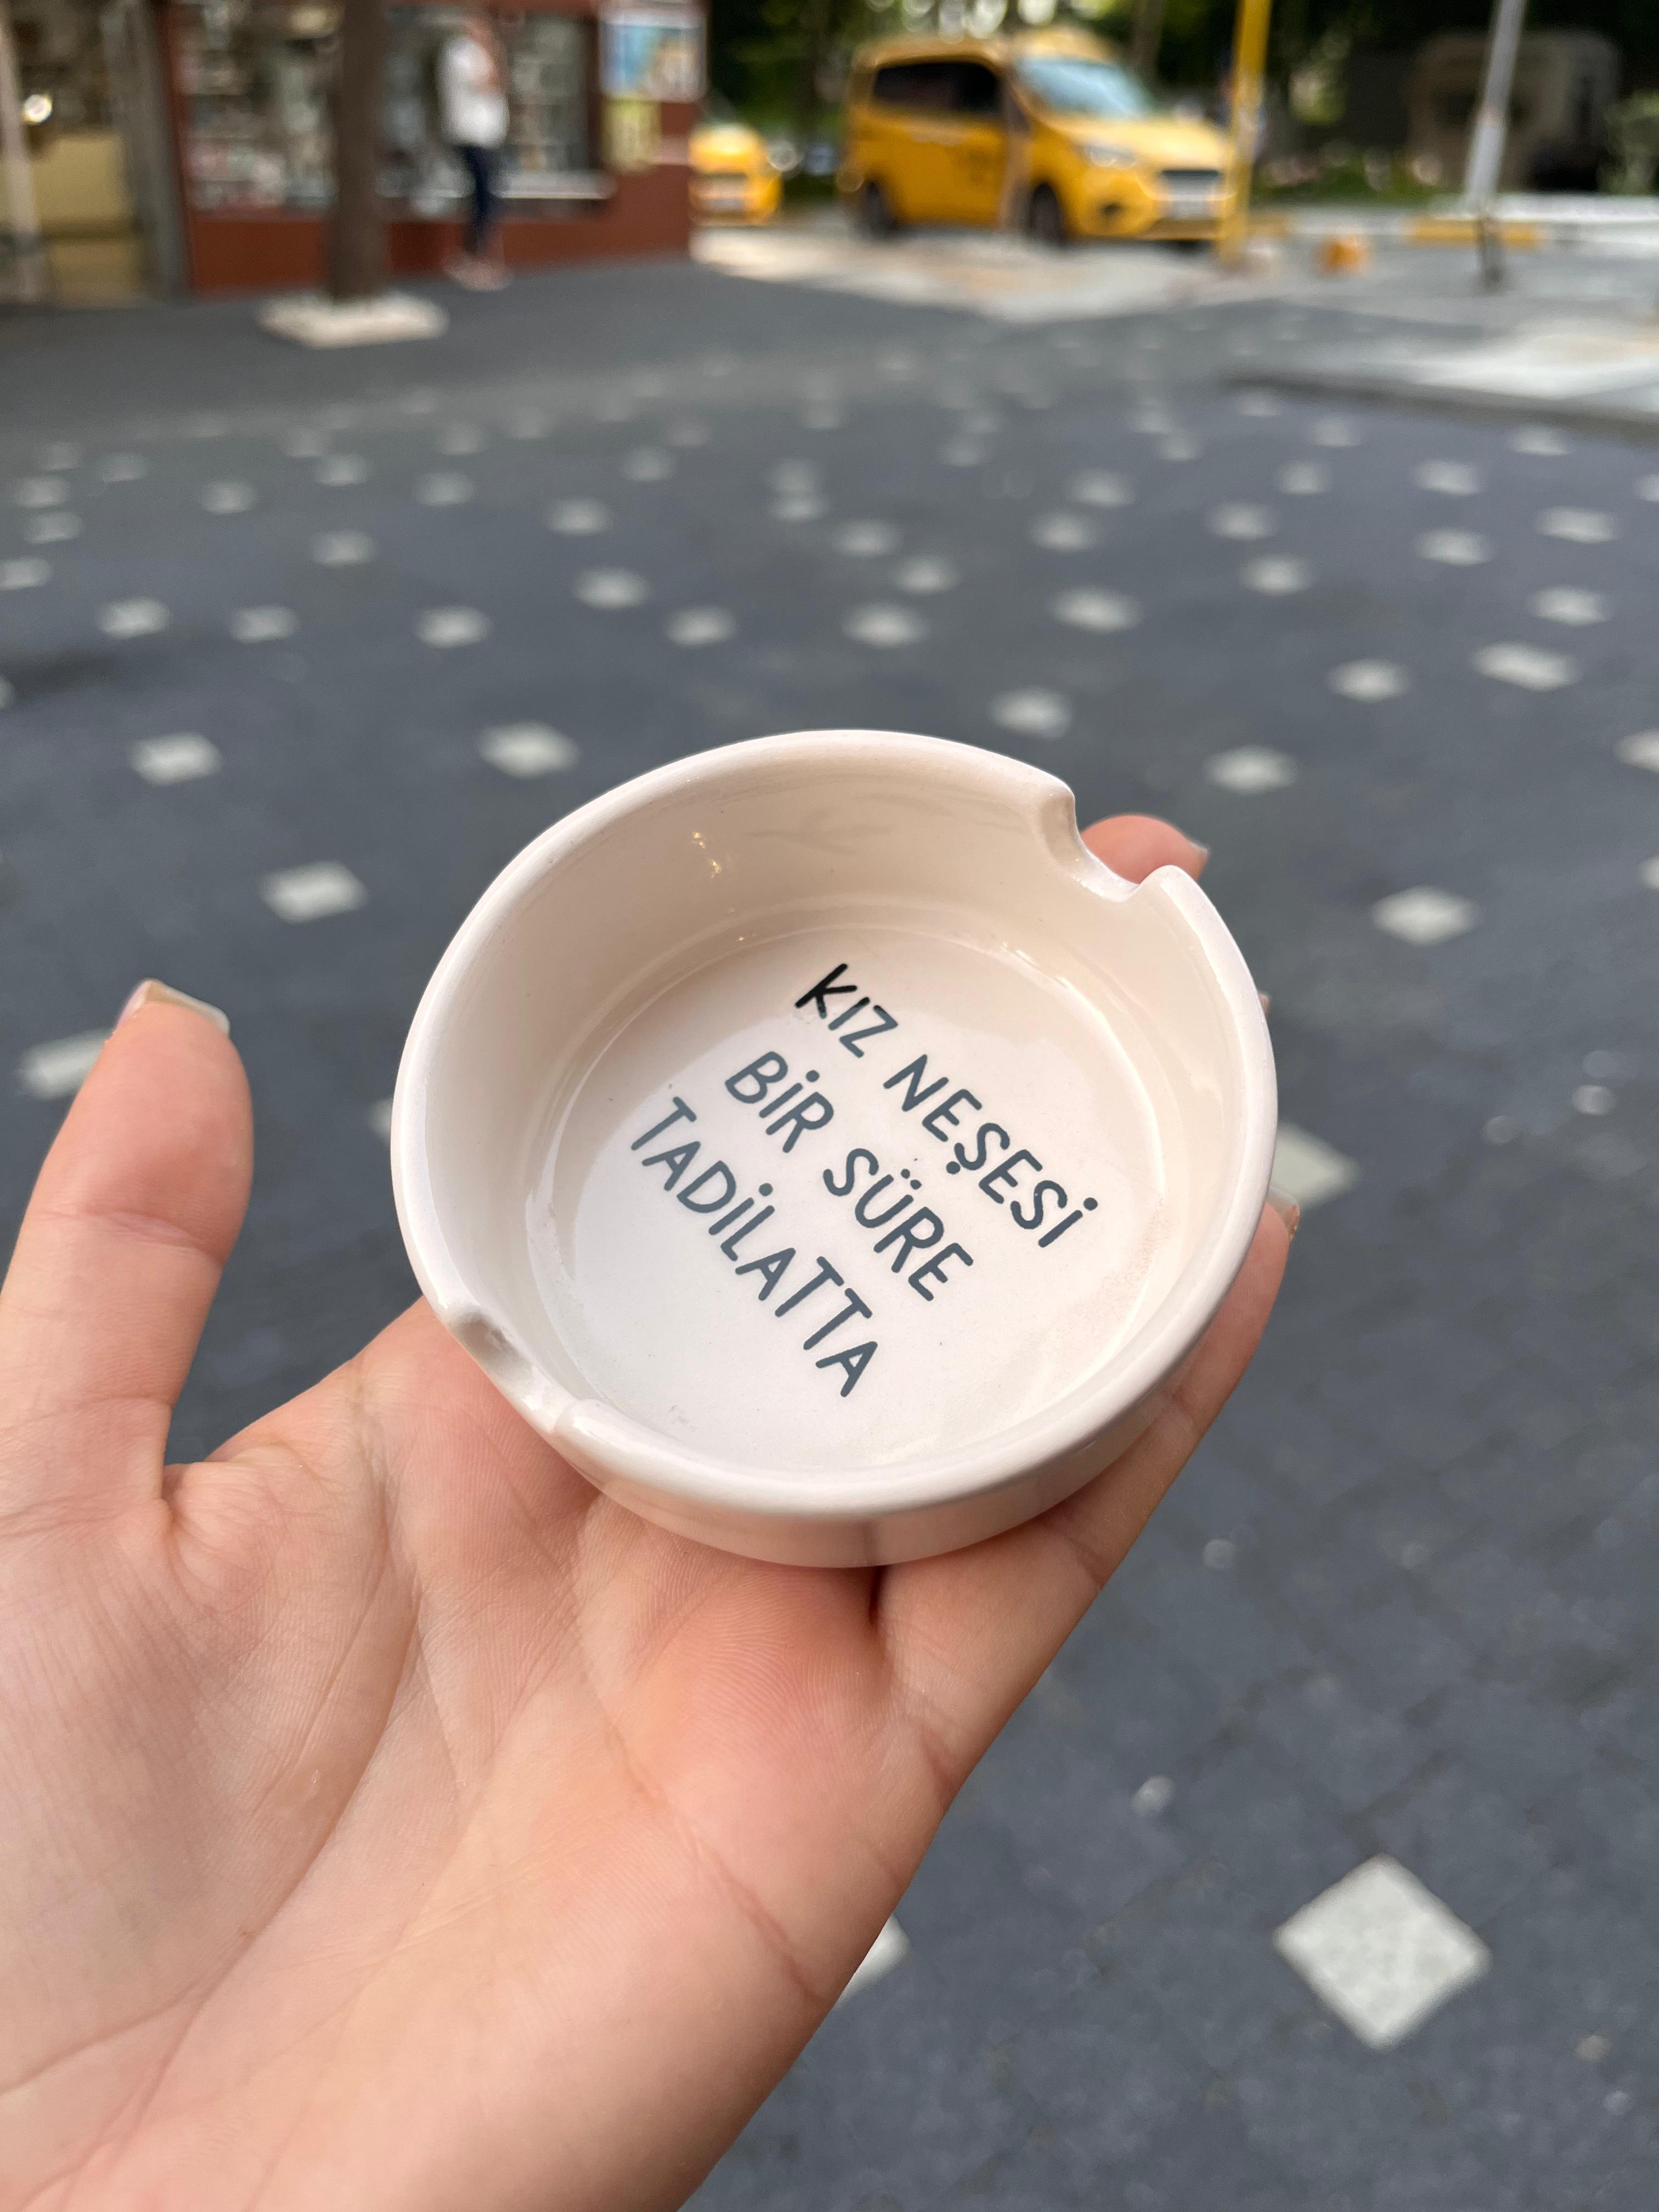 KIZ NEŞESİ
BİR SÜRE
TADİLATTA